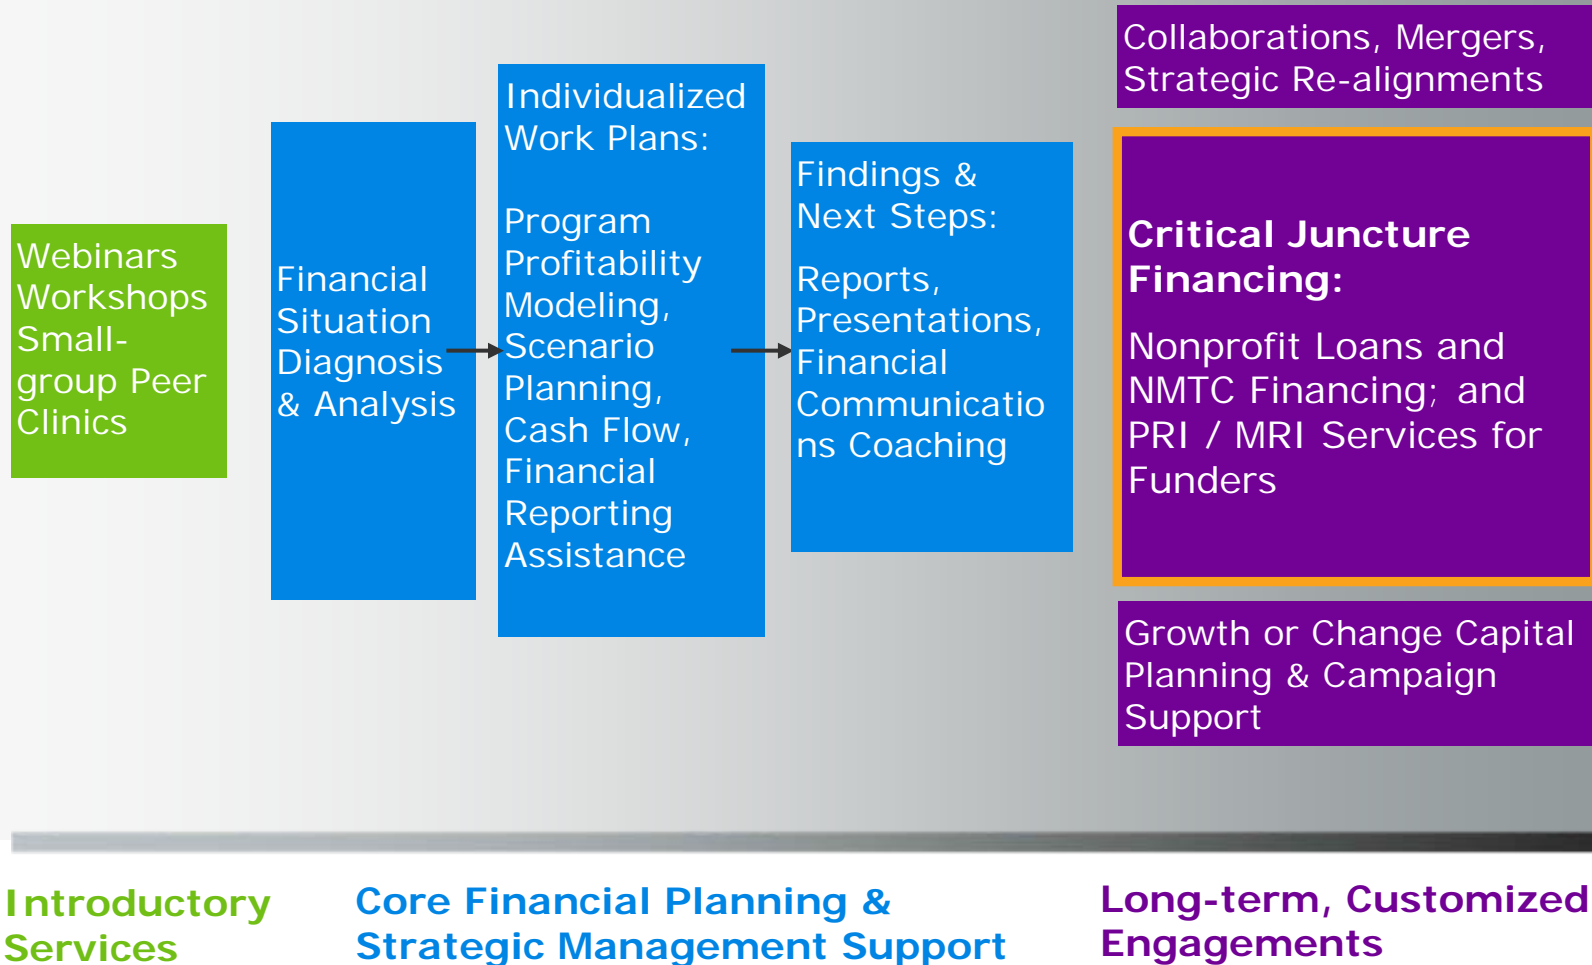 Webinars
Workshops
Small-
group Peer
Clinics
Financial
Situation
Diagnosis
& Analysis
Individualized
Work Plans:
Program
Profitability
Modeling,
Scenario
Planning,
Cash Flow,
Financial
Reporting
Assistance
Findings &
Next Steps:
Reports,
Presentations,
Financial
Communicatio
ns Coaching
Collaborations, Mergers,
Strategic Re-alignments
Critical Juncture
Financing:
Nonprofit Loans and
NMTC Financing; and
PRI / MRI Services for
Funders
Growth or Change Capital
Planning & Campaign
Support
Introductory
Services
Core Financial Planning &
Strategic Management Support
Long-term, Customized
Engagements